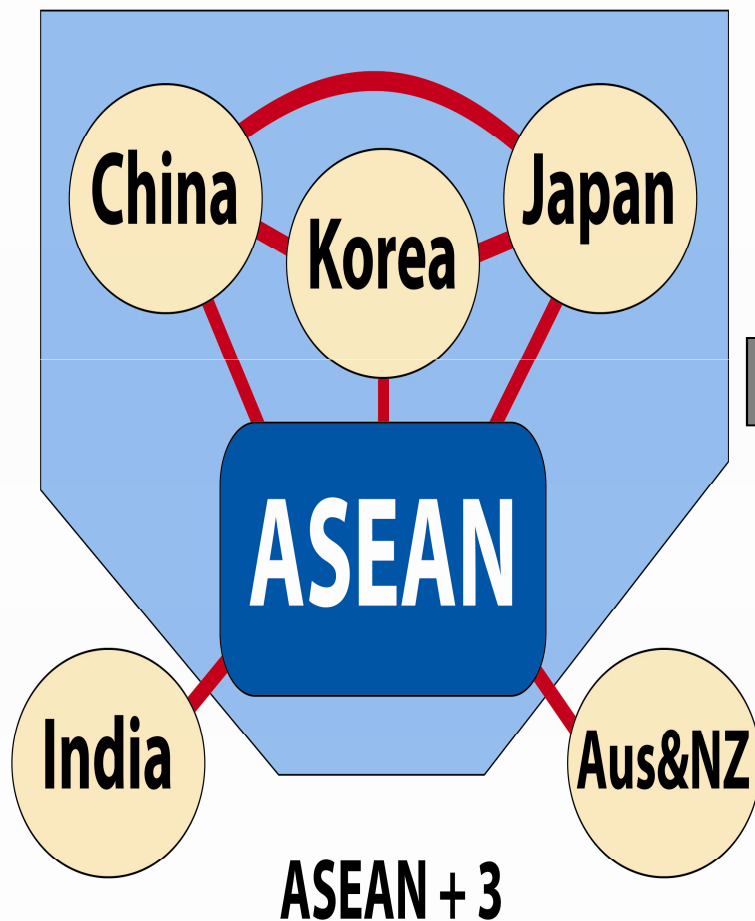 China
Japan
Korea
ASEAN
India
Aus&NZ
ASEAN + 3